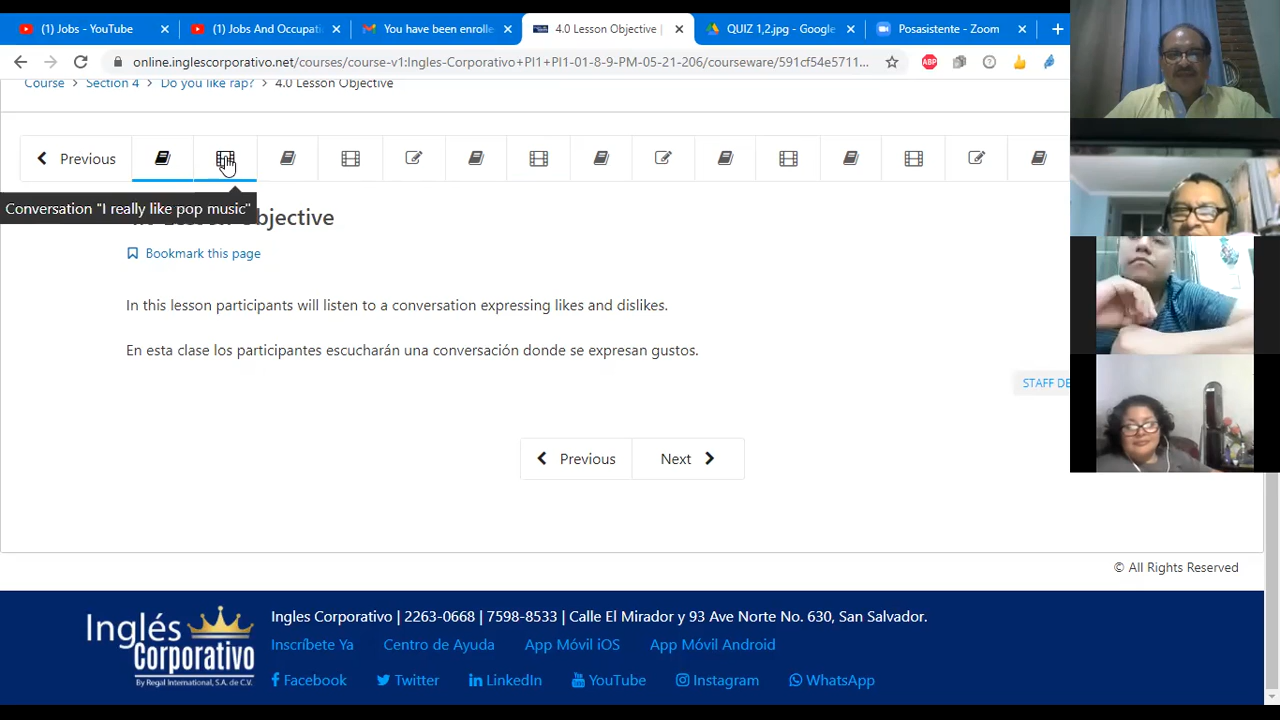 (1) Jobs - YouTube
(1) Jobs And Occupati
You have been enrolle
4.0 Lesson Objective
QUIZ 1,2.jpg - Google
Posasistente - Zoom
online.inglescorporativo.net/courses/course-v1:Ingles-Corporativo+PI1+PI1-01-8-9-PM-05-21-206/courseware/591cf54e5711...
ABP
Course > Section 4 > Do you like rap? > 4.0 Lesson Objective
Previous
Conversation "I really like pop music"
Objective
Bookmark this page
In this lesson participants will listen to a conversation expressing likes and dislikes.
En esta clase los participantes escucharán una conversación donde se expresan gustos.
STAFF DE
Previous
Next
© All Rights Reserved
Inglés
Corporativo
By Regal International, S.A. de C.V.
Ingles Corporativo | 2263-0668 | 7598-8533 | Calle El Mirador y 93 Ave Norte No. 630, San Salvador.
Inscríbete Ya
Centro de Ayuda
App Móvil iOS
App Móvil Android
Facebook
Twitter
LinkedIn
YouTube
Instagram
WhatsApp